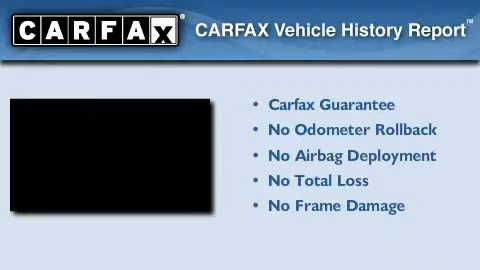 CARFAX® CARFAX Vehicle History Report™
• Carfax Guarantee
• No Odometer Rollback
• No Airbag Deployment
• No Total Loss
• No Frame Damage